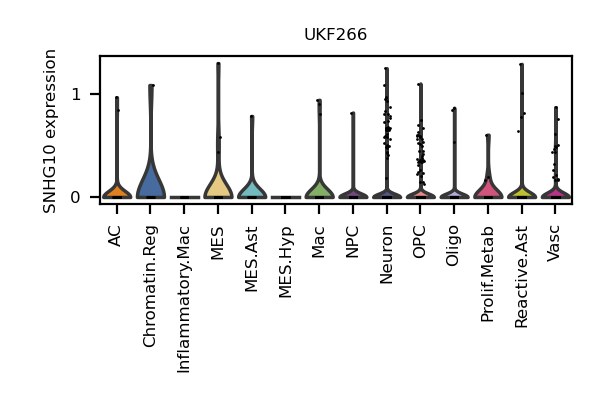 UKF266
SNHG10 expression
1
0
AC
Chromatin.Reg
Inflammatory.Mac
MES
MES.Ast
MES.Hyp
Mac
NPC
Neuron
OPC
Oligo
Prolif.Metab
Reactive.Ast
Vasc